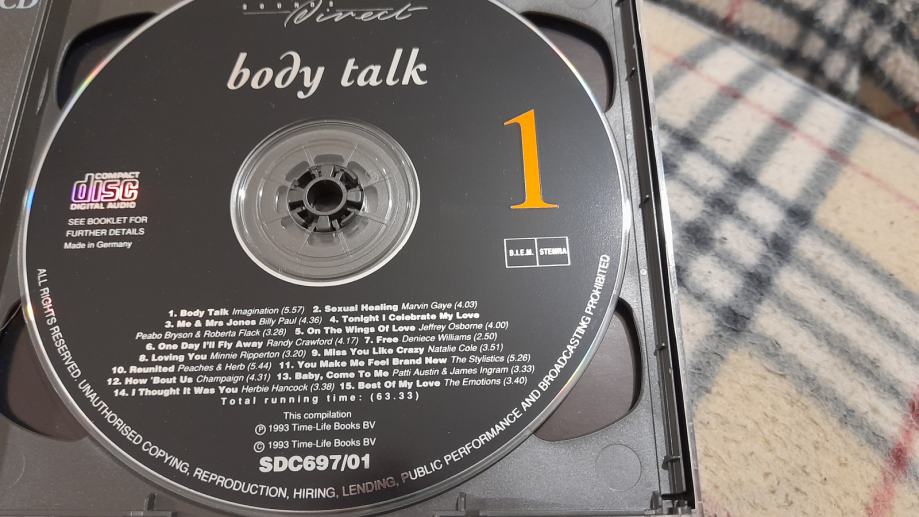 CD
Direct
body talk
1
COMPACT
disc
DIGITAL AUDIO
SEE BOOKLET FOR
FURTHER DETAILS
Made in Germany
B.I.E.M. STEMRA
1. Body Talk Imagination (5.57) 2. Sexual Healing Marvin Gaye (4.03)
3. Me & Mrs Jones Billy Paul (4.36) 4. Tonight I Celebrate My Love
Peabo Bryson & Roberta Flack (3.28) 5. On The Wings Of Love Jeffrey Osborne (4.00)
6. One Day I'll Fly Away Randy Crawford (4.17) 7. Free Deniece Williams (2.50)
8. Loving You Minnie Ripperton (3.20) 9. Miss You Like Crazy Natalie Cole (3.51)
10. Reunited Peaches & Herb (5.44) 11. You Make Me Feel Brand New The Stylistics (5.26)
12. How 'Bout Us Champaign (4.31) 13. Baby, Come To Me Patti Austin & James Ingram (3.33)
14. I Thought It Was You Herbie Hancock (3.38) 15. Best Of My Love The Emotions (3.40)
Total running time: (63.33)
This compilation
℗ 1993 Time-Life Books BV
© 1993 Time-Life Books BV
SDC697/01
ALL RIGHTS RESERVED. UNAUTHORISED COPYING, REPRODUCTION, HIRING, LENDING, PUBLIC PERFORMANCE AND BROADCASTING PROHIBITED